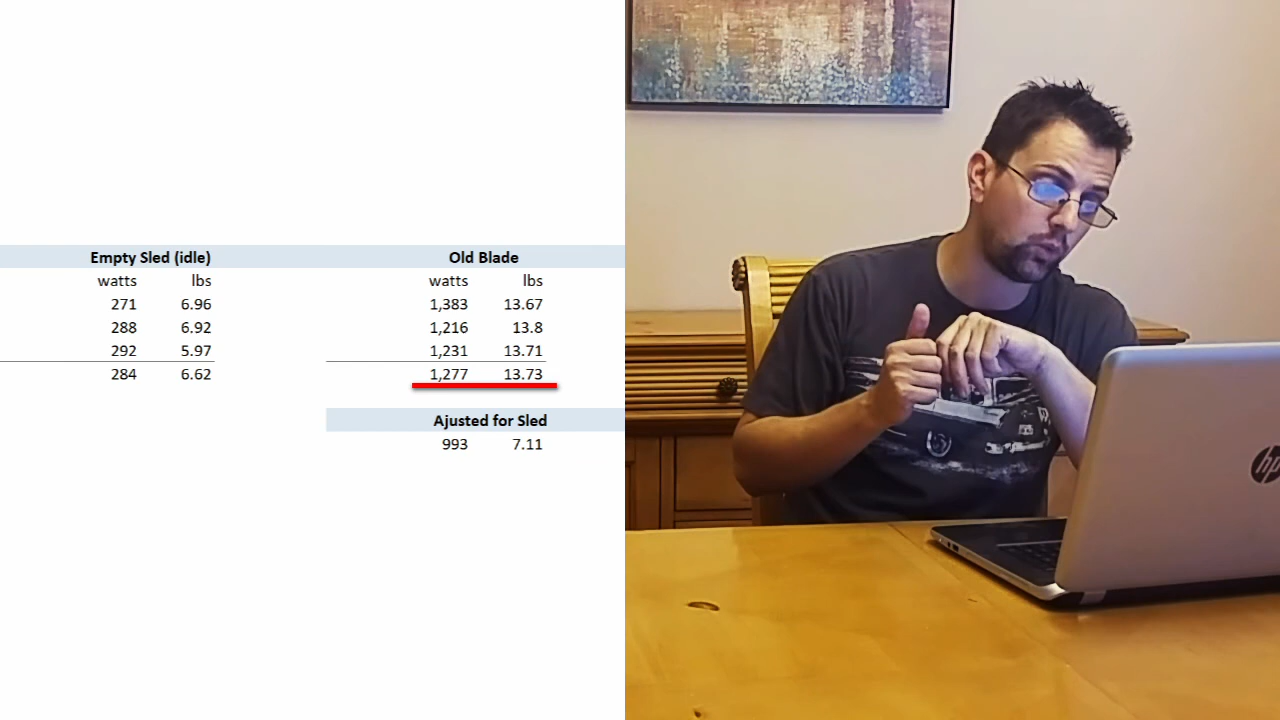 Empty Sled (idle) Old Blade
watts lbs watts lbs
271 6.96 1,383 13.67
288 6.92 1,216 13.8
292 5.97 1,231 13.71
284 6.62 1,277 13.73
Ajusted for Sled
993 7.11
hp